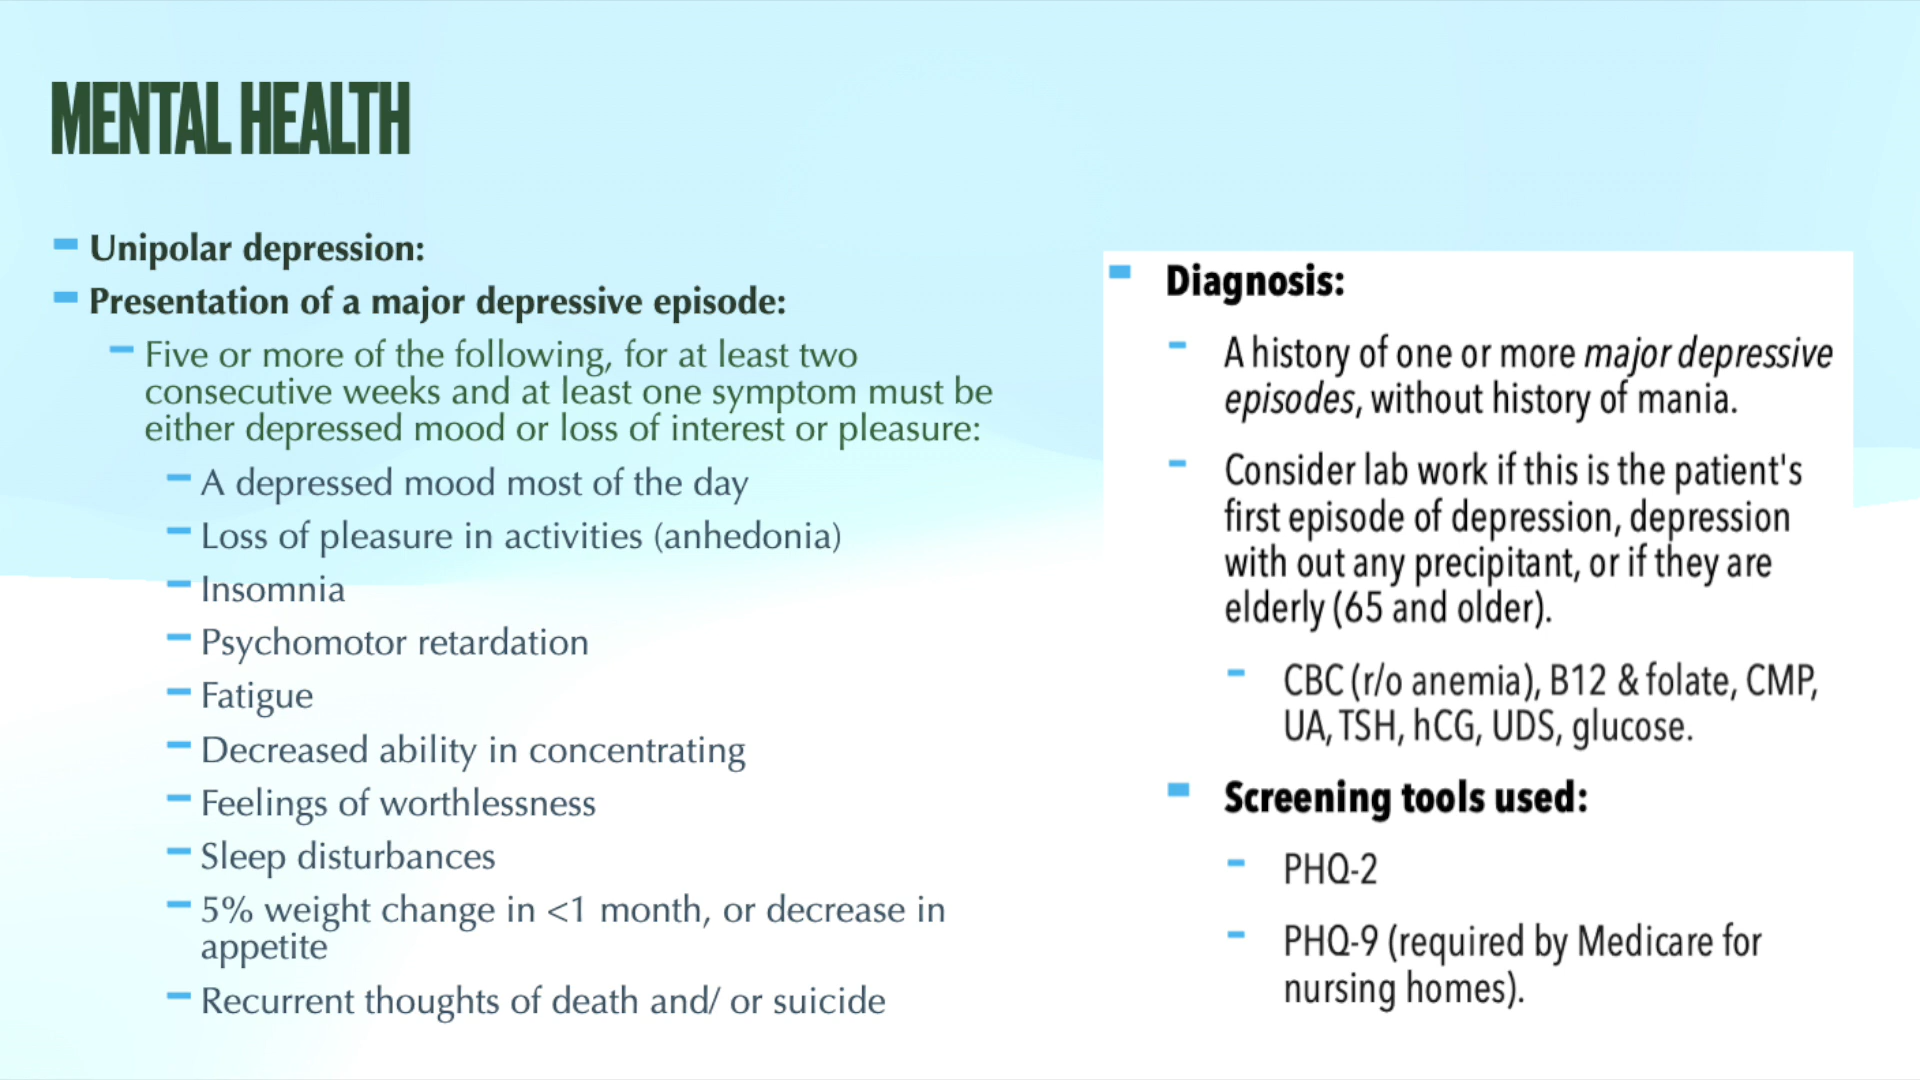 MENTAL HEALTH
Unipolar depression:
Presentation of a major depressive episode:
Five or more of the following, for at least two
consecutive weeks and at least one symptom must be
either depressed mood or loss of interest or pleasure:
A depressed mood most of the day
Loss of pleasure in activities (anhedonia)
Insomnia
Psychomotor retardation
Fatigue
Decreased ability in concentrating
Feelings of worthlessness
Sleep disturbances
5% weight change in <1 month, or decrease in
appetite
Recurrent thoughts of death and/ or suicide
Diagnosis:
A history of one or more major depressive
episodes, without history of mania.
Consider lab work if this is the patient's
first episode of depression, depression
with out any precipitant, or if they are
elderly (65 and older).
CBC (r/o anemia), B12 & folate, CMP,
UA, TSH, hCG, UDS, glucose.
Screening tools used:
PHQ-2
PHQ-9 (required by Medicare for
nursing homes).